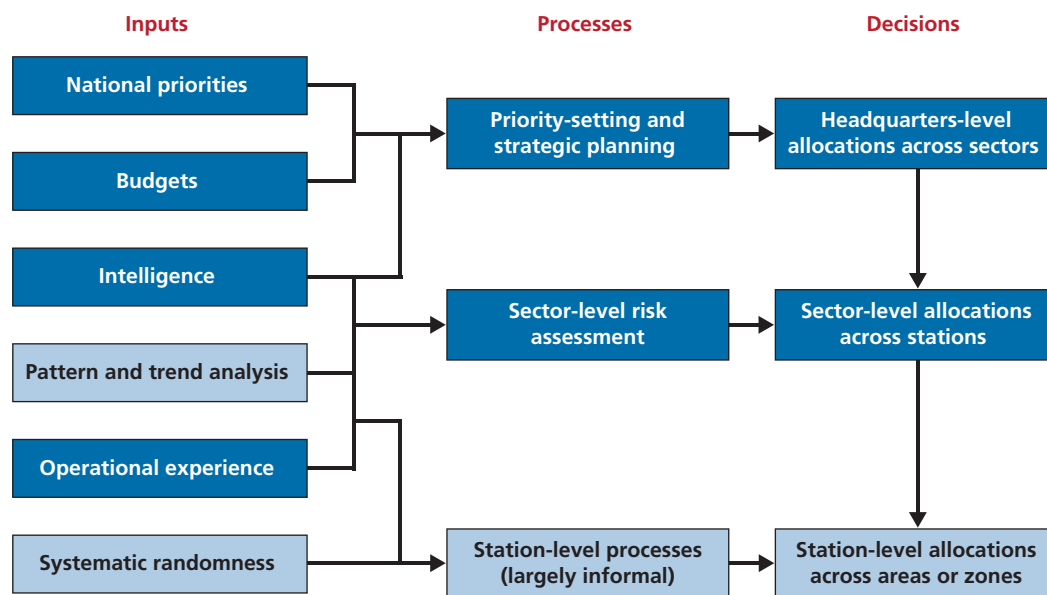 Inputs
Processes
Decisions
National priorities
Budgets
Intelligence
Pattern and trend analysis
Operational experience
Systematic randomness
Priority-setting and
strategic planning
Sector-level risk
assessment
Station-level processes
(largely informal)
Headquarters-level
allocations across sectors
Sector-level allocations
across stations
Station-level allocations
across areas or zones